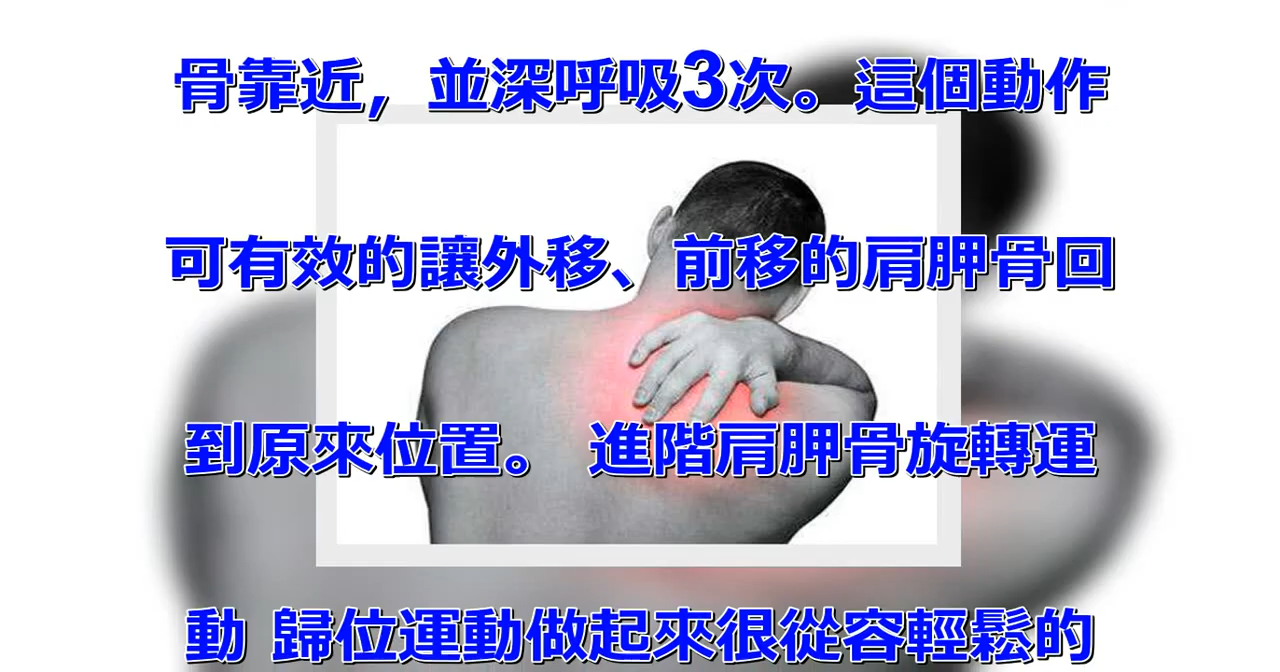 骨靠近，並深呼吸3次。這個動作
可有效的讓外移、前移的肩胛骨回
到原來位置。 進階肩胛骨旋轉運
動 歸位運動做起來很從容輕鬆的